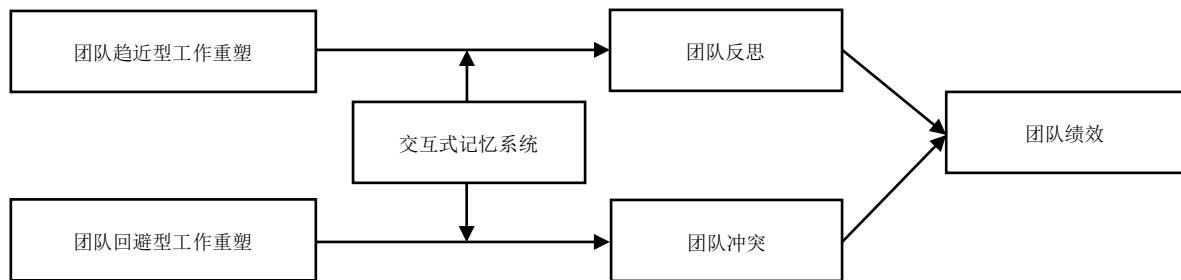 团队趋近型工作重塑
团队反思
交互式记忆系统
团队绩效
团队回避型工作重塑
团队冲突